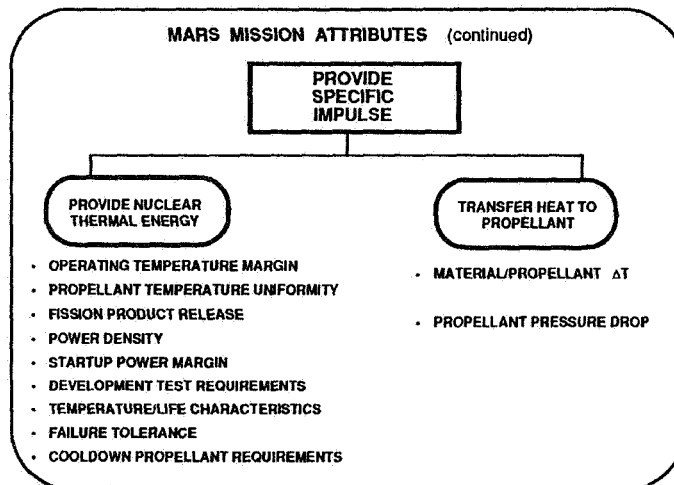 MARS MISSION ATTRIBUTES (continued)
PROVIDE
SPECIFIC
IMPULSE
PROVIDE NUCLEAR
THERMAL ENERGY
• OPERATING TEMPERATURE MARGIN
• PROPELLANT TEMPERATURE UNIFORMITY
• FISSION PRODUCT RELEASE
• POWER DENSITY
• STARTUP POWER MARGIN
• DEVELOPMENT TEST REQUIREMENTS
• TEMPERATURE/LIFE CHARACTERISTICS
• FAILURE TOLERANCE
• COOLDOWN PROPELLANT REQUIREMENTS
TRANSFER HEAT TO
PROPELLANT
• MATERIAL/PROPELLANT ΔT
• PROPELLANT PRESSURE DROP